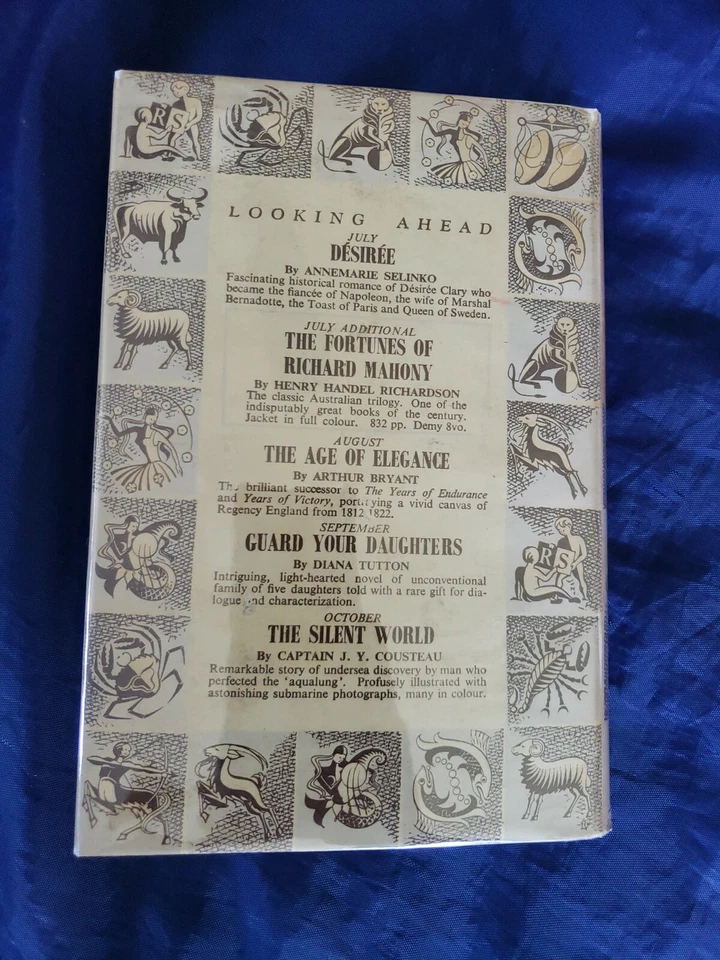 RS
LOOKING AHEAD
JULY
DÉSIRÉE
By ANNEMARIE SELINKO
Fascinating historical romance of Désirée Clary who
became the fiancée of Napoleon, the wife of Marshal
Bernadotte, the Toast of Paris and Queen of Sweden.
JULY ADDITIONAL
THE FORTUNES OF
RICHARD MAHONY
By HENRY HANDEL RICHARDSON
The classic Australian trilogy. One of the
indisputably great books of the century.
Jacket in full colour. 832 pp. Demy 8vo.
AUGUST
THE AGE OF ELEGANCE
By ARTHUR BRYANT
The brilliant successor to The Years of Endurance
and Years of Victory, portraying a vivid canvas of
Regency England from 1812 1822.
SEPTEMBER
GUARD YOUR DAUGHTERS
By DIANA TUTTON
Intriguing, light-hearted novel of unconventional
family of five daughters told with a rare gift for dia-
logue and characterization.
OCTOBER
THE SILENT WORLD
By CAPTAIN J. Y. COUSTEAU
Remarkable story of undersea discovery by man who
perfected the 'aqualung'. Profusely illustrated with
astonishing submarine photographs, many in colour.
RS